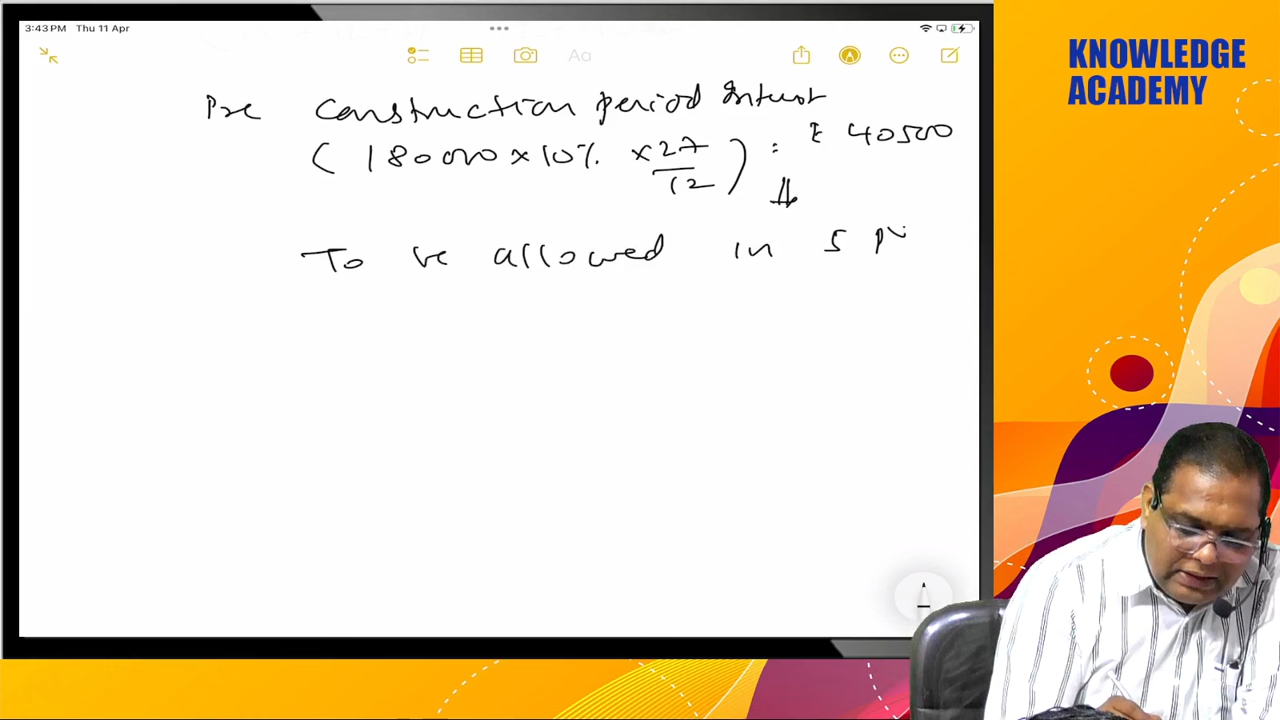 3:43 PM Thu 11 Apr
Aa
KNOWLEDGE
ACADEMY
Pre construction period Interest
( 180000 × 10% × 27/12 ) = ₹ 40500
To be allowed in 5